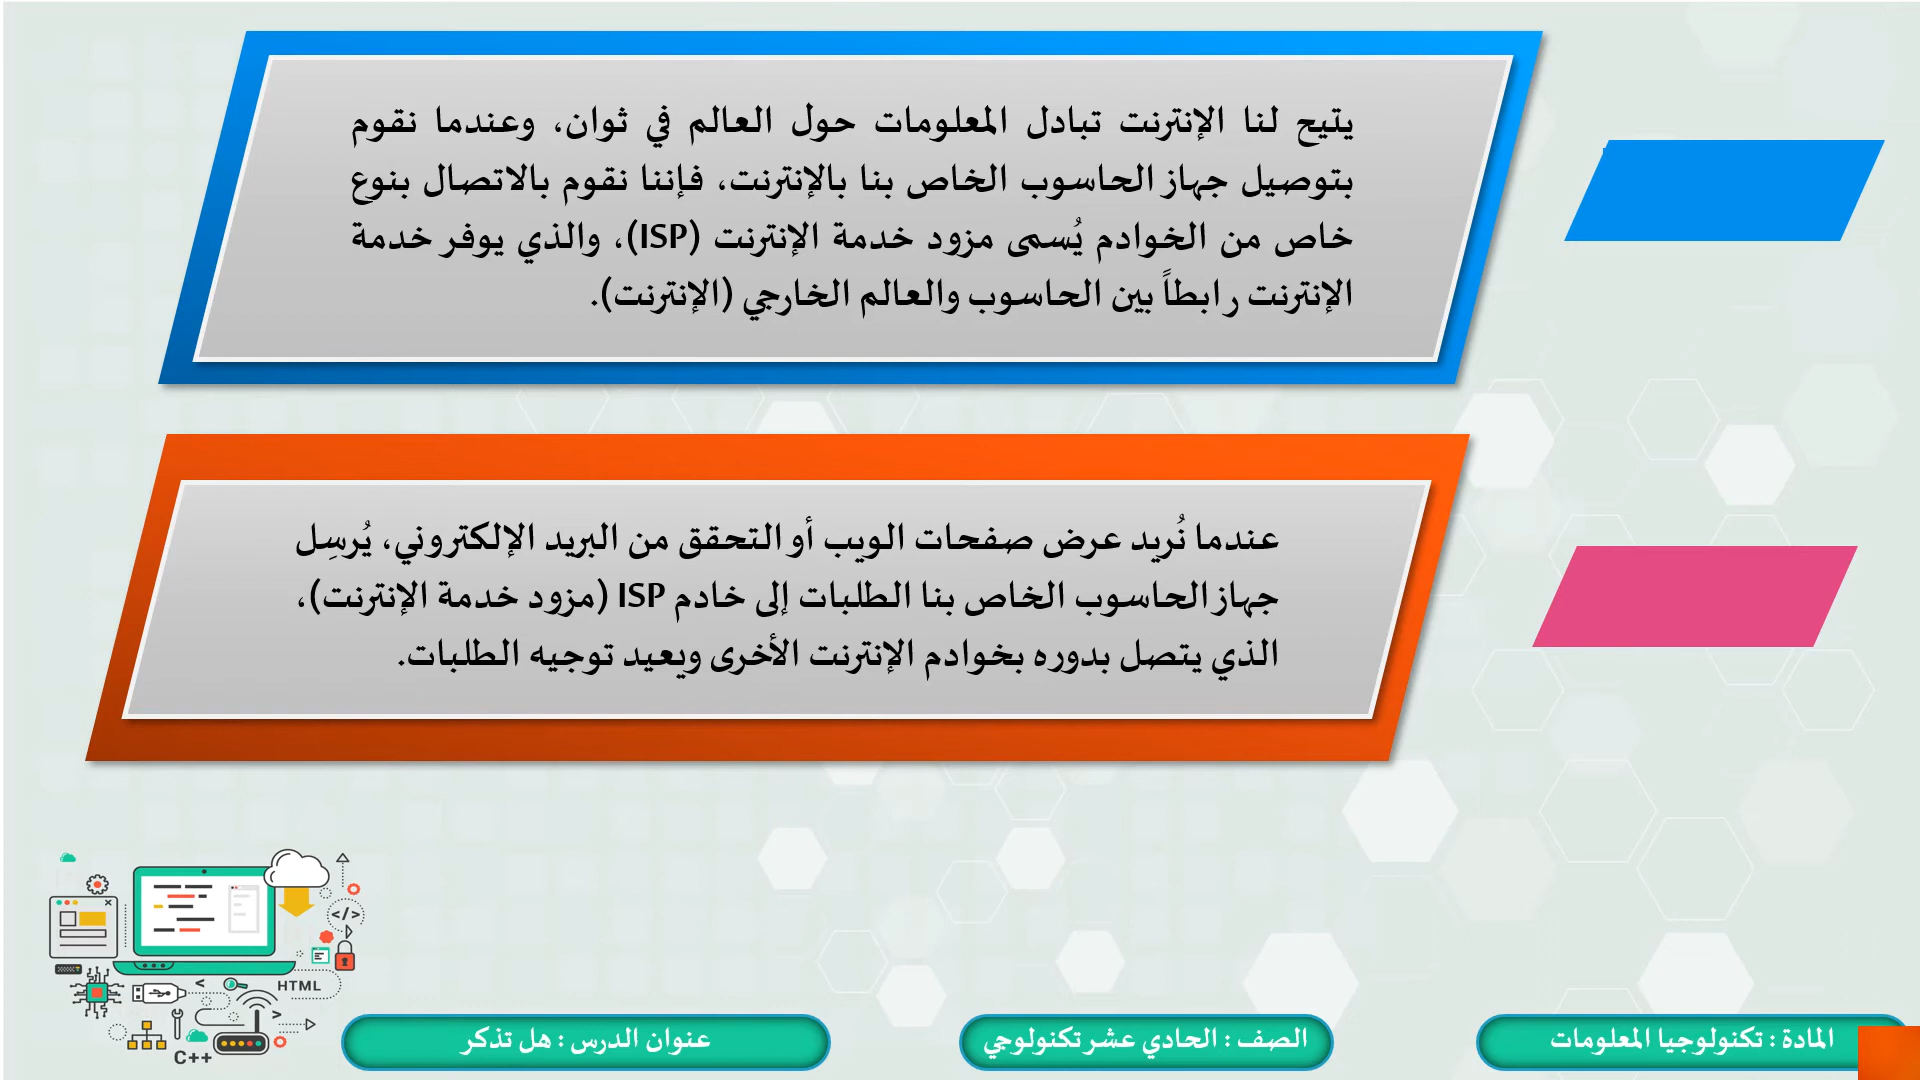 يتيح لنا الإنترنت تبادل المعلومات حول العالم في ثوان، وعندما نقوم
بتوصيل جهاز الحاسوب الخاص بنا بالإنترنت، فإننا نقوم بالاتصال بنوع
خاص من الخوادم يُسمى مزود خدمة الإنترنت (ISP)، والذي يوفر خدمة
الإنترنت رابطاً بين الحاسوب والعالم الخارجي (الإنترنت).
عندما نُريد عرض صفحات الويب أو التحقق من البريد الإلكتروني، يُرسِل
جهاز الحاسوب الخاص بنا الطلبات إلى خادم ISP (مزود خدمة الإنترنت)،
الذي يتصل بدوره بخوادم الإنترنت الأخرى ويعيد توجيه الطلبات.
</>
HTML
C++
المادة : تكنولوجيا المعلومات
الصف : الحادي عشر تكنولوجي
عنوان الدرس : هل تذكر